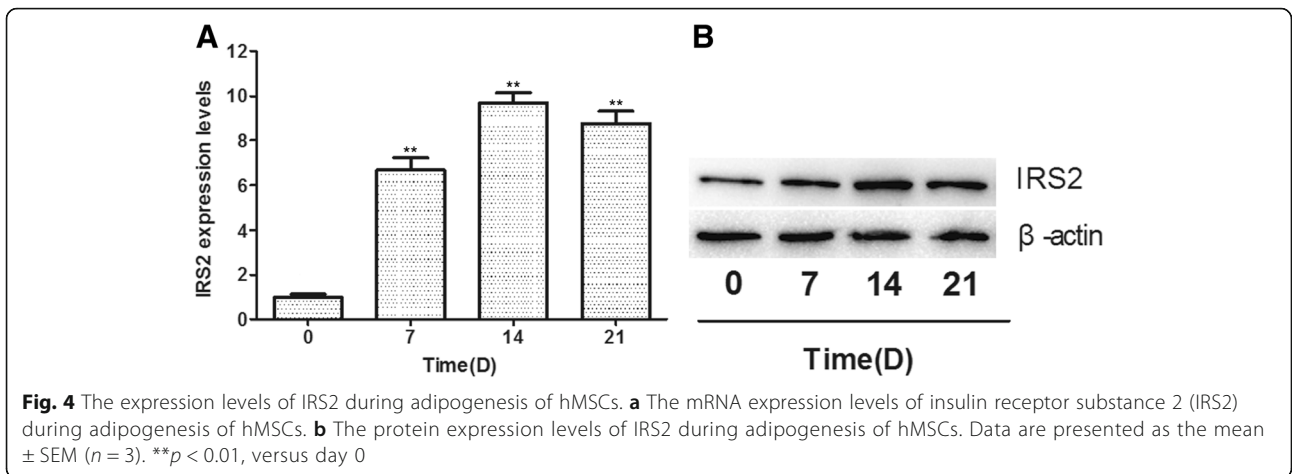 A
B
12
10
8
6
4
2
0
IRS2 expression levels
**
**
**
0 7 14 21
Time(D)
IRS2
β -actin
0 7 14 21
Time(D)
Fig. 4 The expression levels of IRS2 during adipogenesis of hMSCs. a The mRNA expression levels of insulin receptor substance 2 (IRS2)
during adipogenesis of hMSCs. b The protein expression levels of IRS2 during adipogenesis of hMSCs. Data are presented as the mean
± SEM (n = 3). **p < 0.01, versus day 0